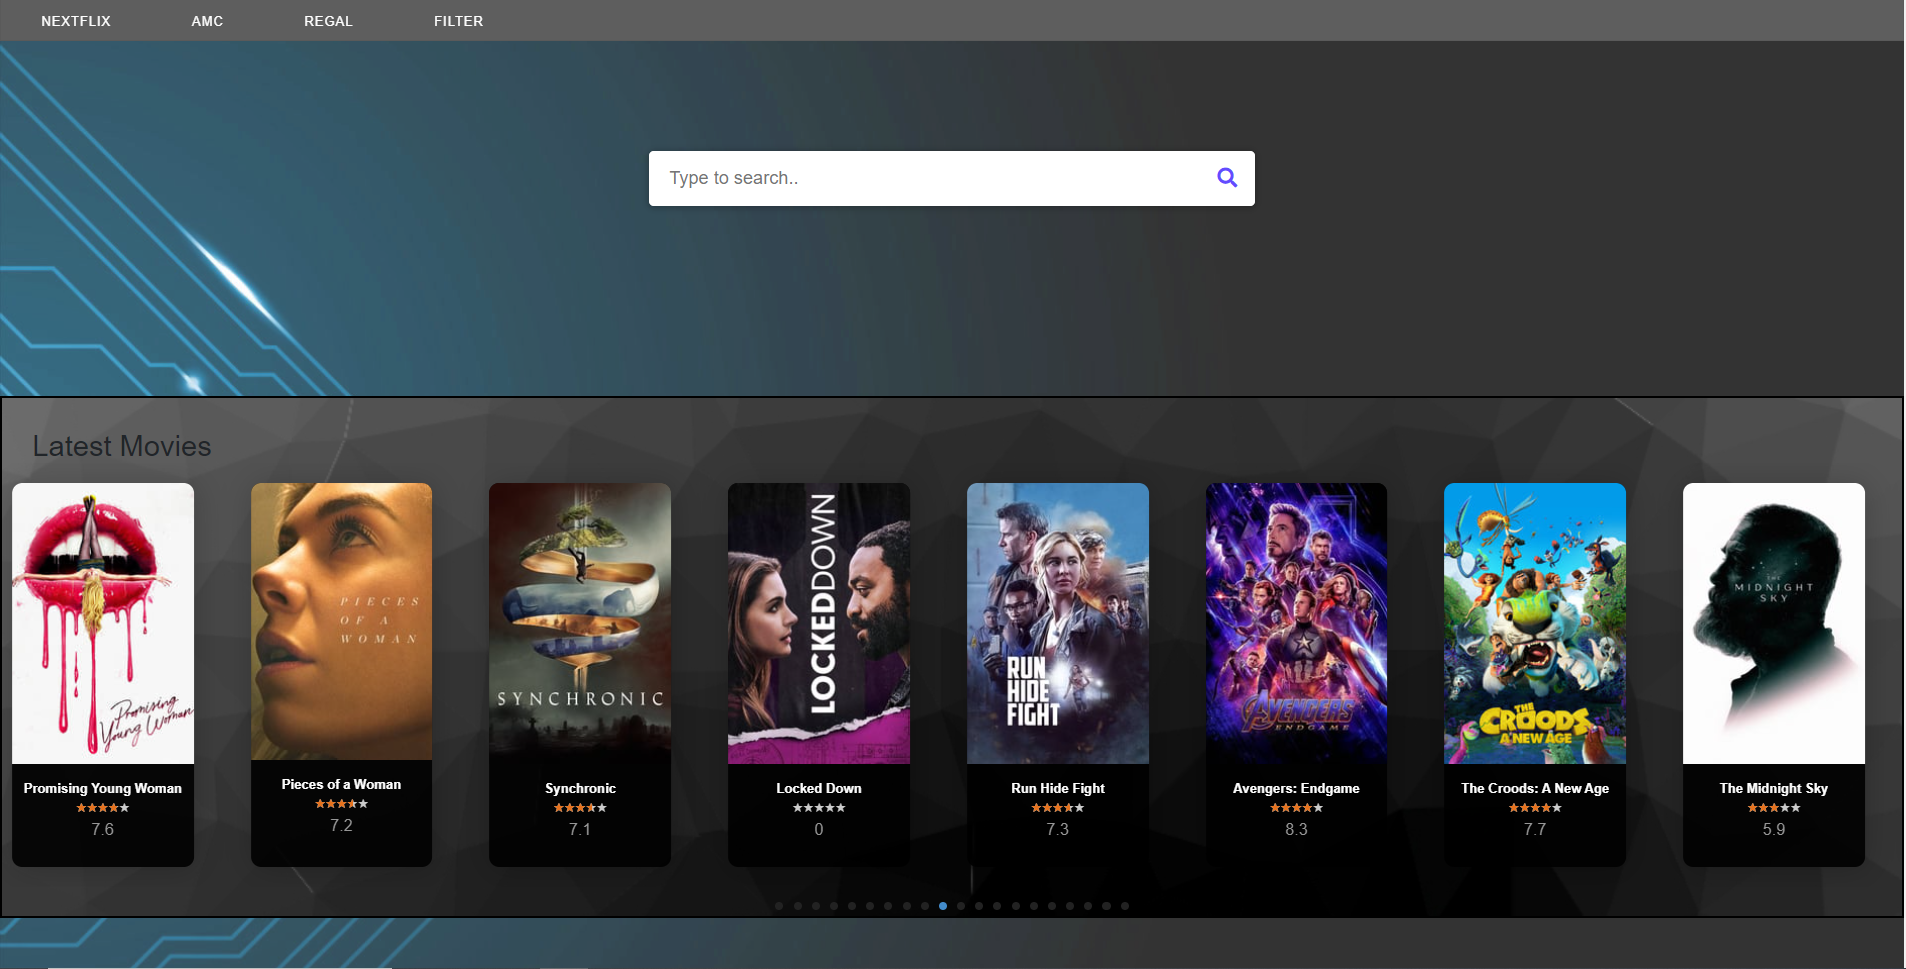 NEXTFLIX AMC REGAL FILTER
Type to search..
Latest Movies
Promising
Young Woman
PIECES
OF A
WOMAN
SYNCHRONIC
LOCKEDDOWN
RUN
HIDE
FIGHT
AVENGERS
ENDGAME
THE
CROODS
A NEW AGE
THE
MIDNIGHT
SKY
Promising Young Woman
7.6
Pieces of a Woman
7.2
Synchronic
7.1
Locked Down
0
Run Hide Fight
7.3
Avengers: Endgame
8.3
The Croods: A New Age
7.7
The Midnight Sky
5.9